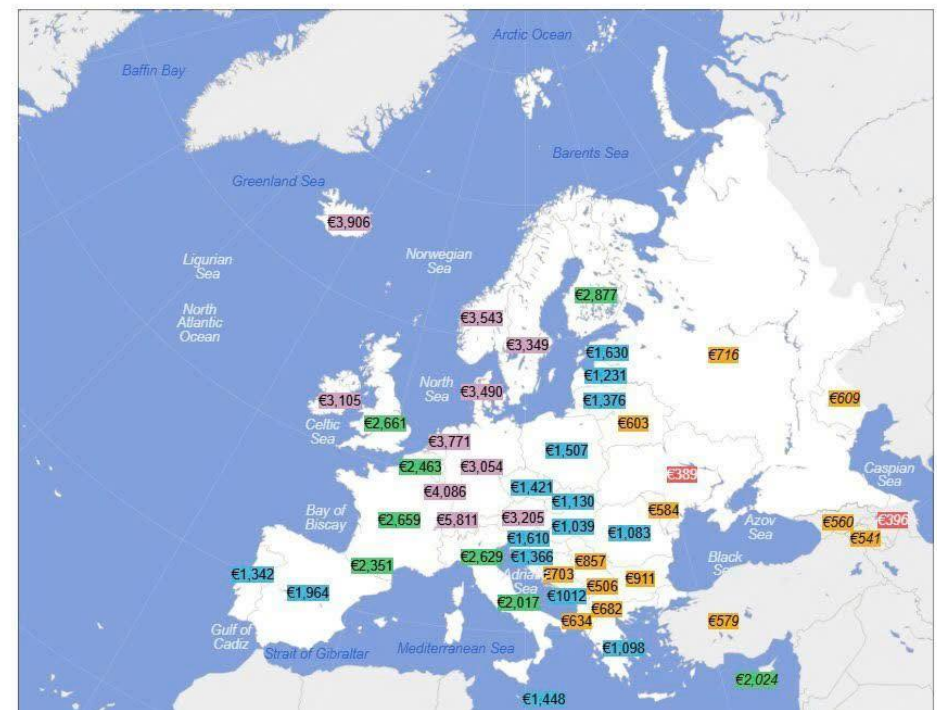 Arctic Ocean
Baffin Bay
Barents Sea
Greenland Sea
€3,906
Norwegian
Sea
Ligurian
Sea
€2,877
North
Atlantic
Ocean
€3,543
€3,349
€1,630
€716
€1,231
North
Sea
€3,490
€3,105
€1,376
€609
€2,661
€603
Celtic
Sea
€3,771
€1,507
€2,463
€3,054
€389
Caspian
Sea
€4,086
€1,421
€1,130
Bay of
Biscay
€584
€2,659
€5,811
€3,205
€1,039
€1,083
Azov
Sea
€560
€396
€1,610
€541
€2,629
€1,366
€857
Black
€2,351
€1,342
€703
€506
€911
€1,964
€1012
€2,017
€682
€634
€579
Gulf of
Cadiz
Strait of Gibraltar
Mediterranean Sea
€1,098
€2,024
€1,448